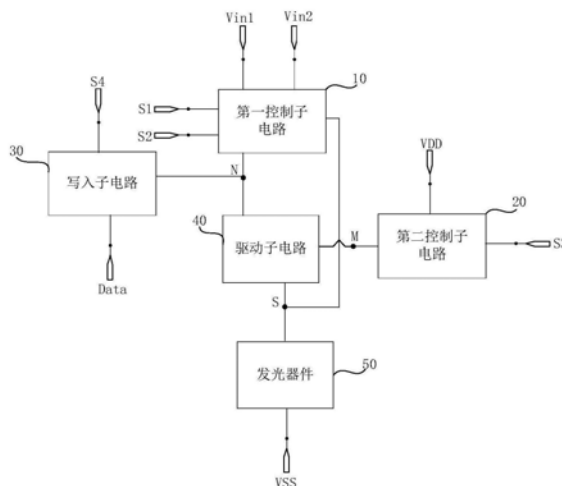 Vin1 Vin2
10
S4
S1
第一控制子
电路
S2
VDD
30
写入子电路
N
20
40
驱动子电路
M
第二控制子
电路
Data
S
50
发光器件
VSS